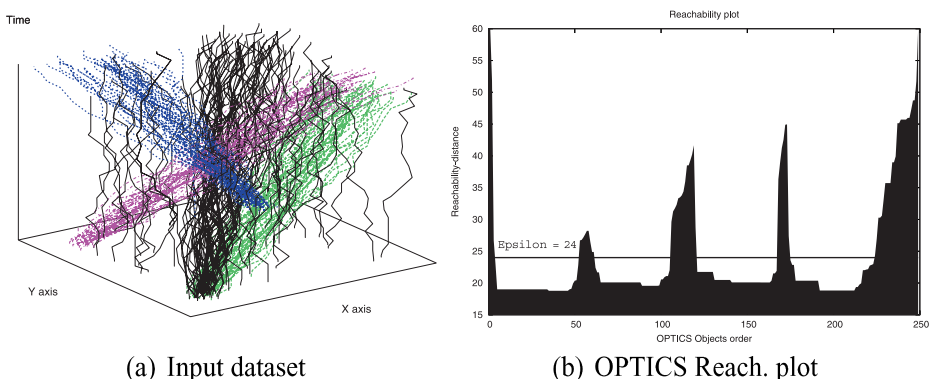 Time
Y axis
X axis
(a) Input dataset
Reachability plot
Reachability-distance
60
55
50
45
40
35
30
25
20
15
Epsilon = 24
0
50
100
150
200
250
OPTICS Objects order
(b) OPTICS Reach. plot